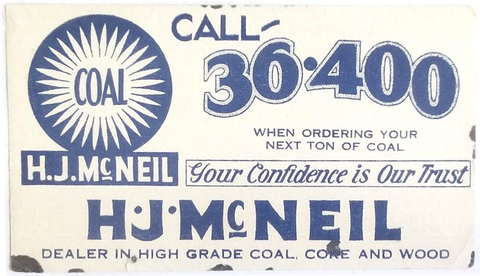 CALL-
36·400
WHEN ORDERING YOUR
NEXT TON OF COAL
COAL
H.J.McNEIL
Your Confidence is Our Trust
H·J·McNEIL
DEALER IN HIGH GRADE COAL, COKE AND WOOD